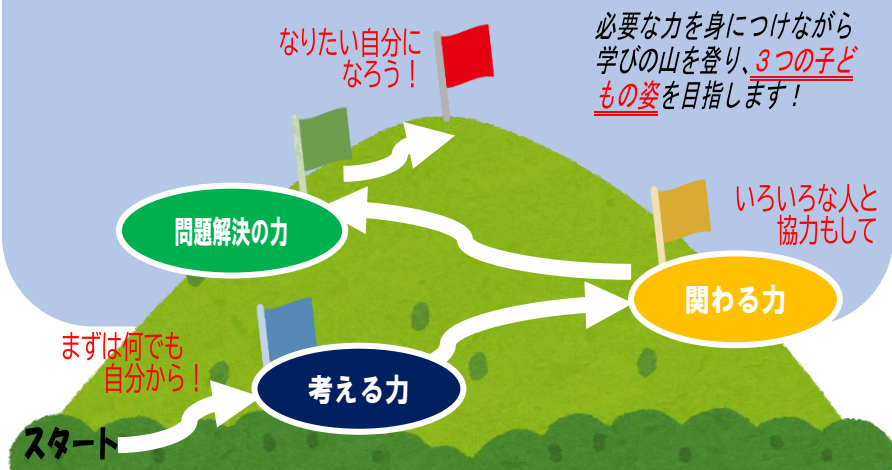 なりたい自分に
なろう！
必要な力を身につけながら
学びの山を登り、３つの子ど
もの姿を目指します！
問題解決の力
いろいろな人と
協力もして
関わる力
まずは何でも
自分から！
考える力
スタート